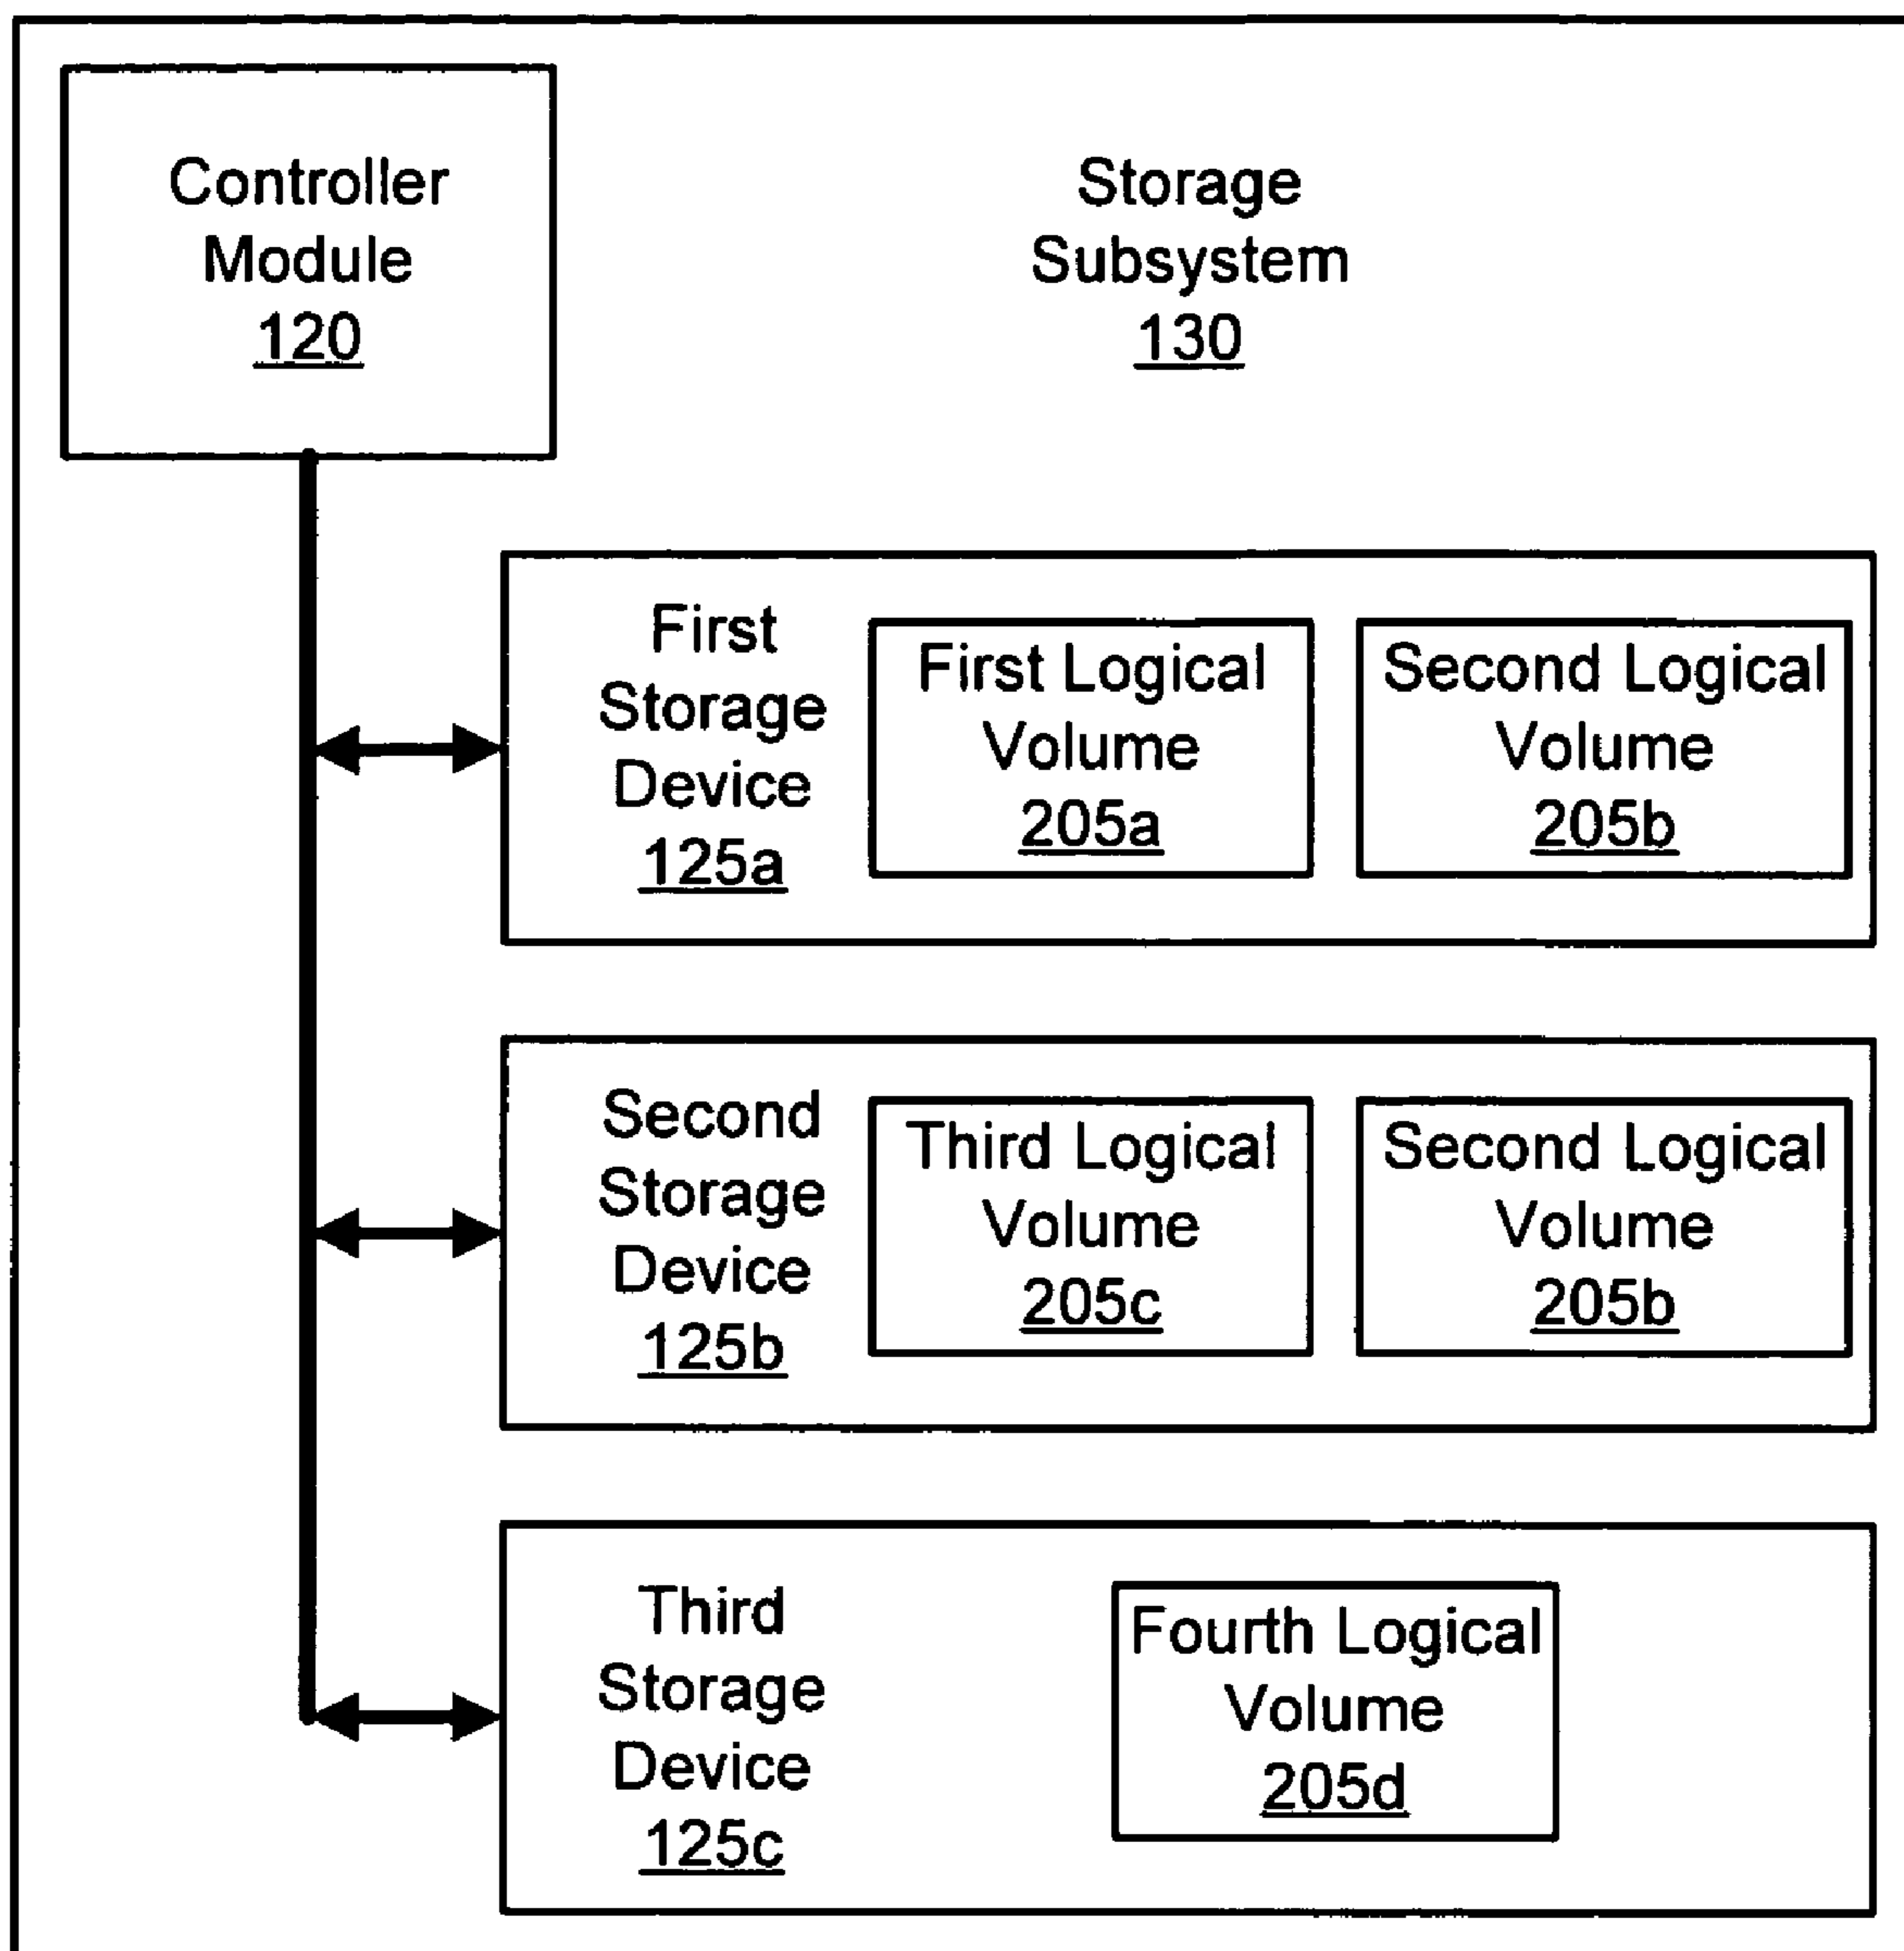 Controller
Module
120
Storage
Subsystem
130
First
Storage
Device
125a
First Logical
Volume
205a
Second Logical
Volume
205b
Second
Storage
Device
125b
Third Logical
Volume
205c
Second Logical
Volume
205b
Third
Storage
Device
125c
Fourth Logical
Volume
205d